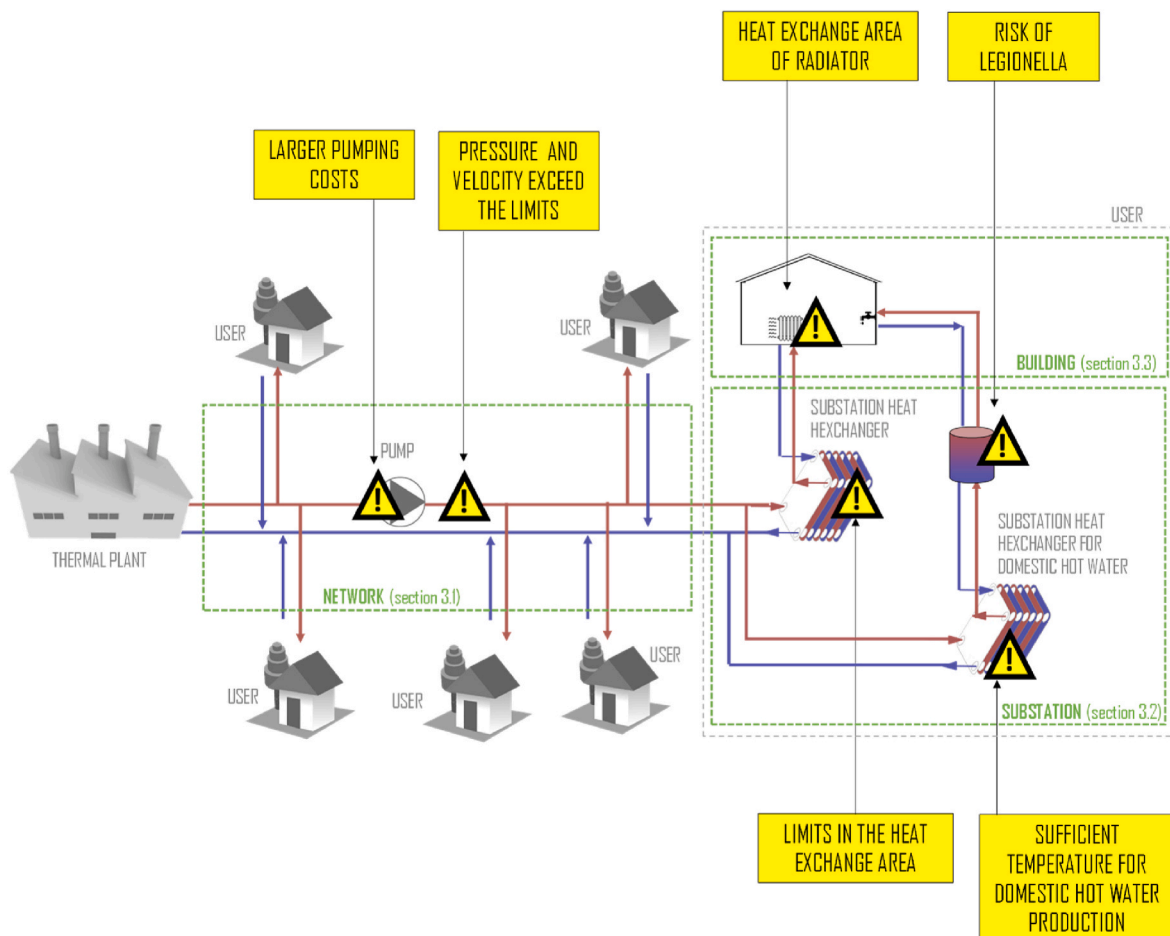 HEAT EXCHANGE AREA
OF RADIATOR
RISK OF
LEGIONELLA
LARGER PUMPING
COSTS
PRESSURE AND
VELOCITY EXCEED
THE LIMITS
USER
USER
USER
BUILDING (section 3.3)
SUBSTATION HEAT
HEXCHANGER
PUMP
THERMAL PLANT
SUBSTATION HEAT
HEXCHANGER FOR
DOMESTIC HOT WATER
NETWORK (section 3.1)
USER
USER
USER
SUBSTATION (section 3.2)
LIMITS IN THE HEAT
EXCHANGE AREA
SUFFICIENT
TEMPERATURE FOR
DOMESTIC HOT WATER
PRODUCTION